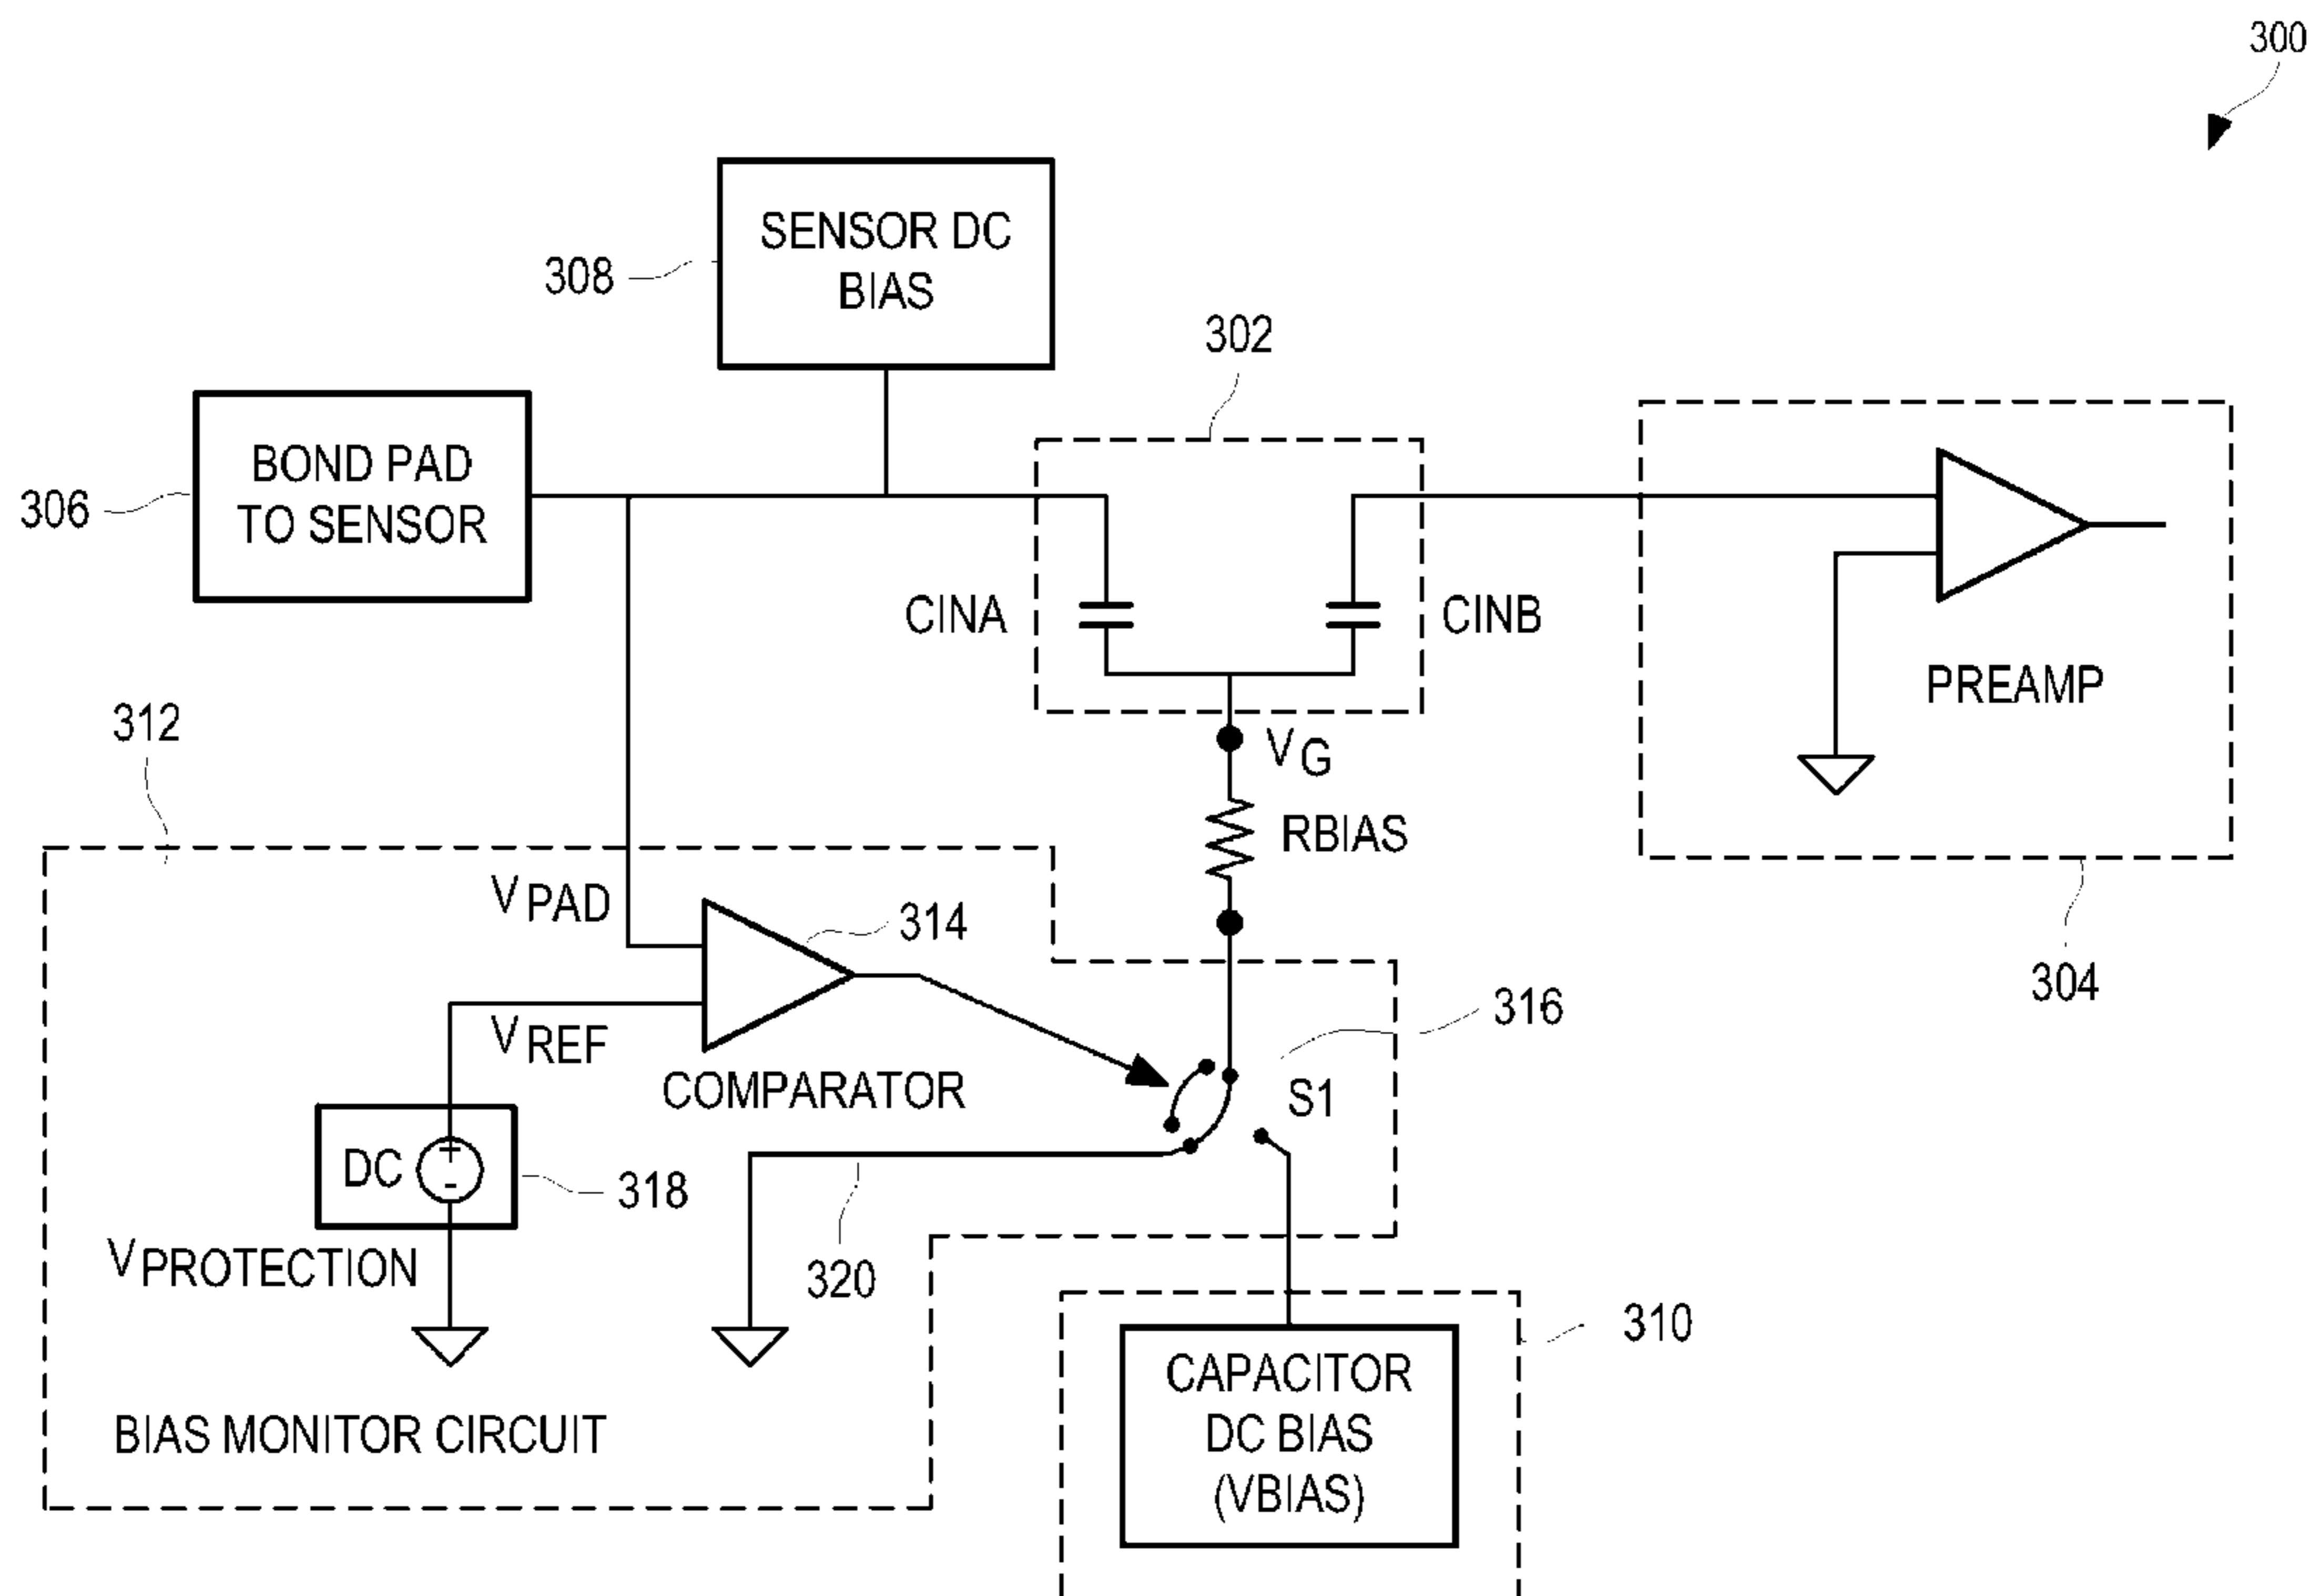 300
SENSOR DC
BIAS
308
302
BOND PAD
TO SENSOR
306
CINA
CINB
PREAMP
312
VG
RBIAS
VPAD
314
304
316
VREF
COMPARATOR
S1
DC
+
-
318
VPROTECTION
320
310
CAPACITOR
DC BIAS
(VBIAS)
BIAS MONITOR CIRCUIT